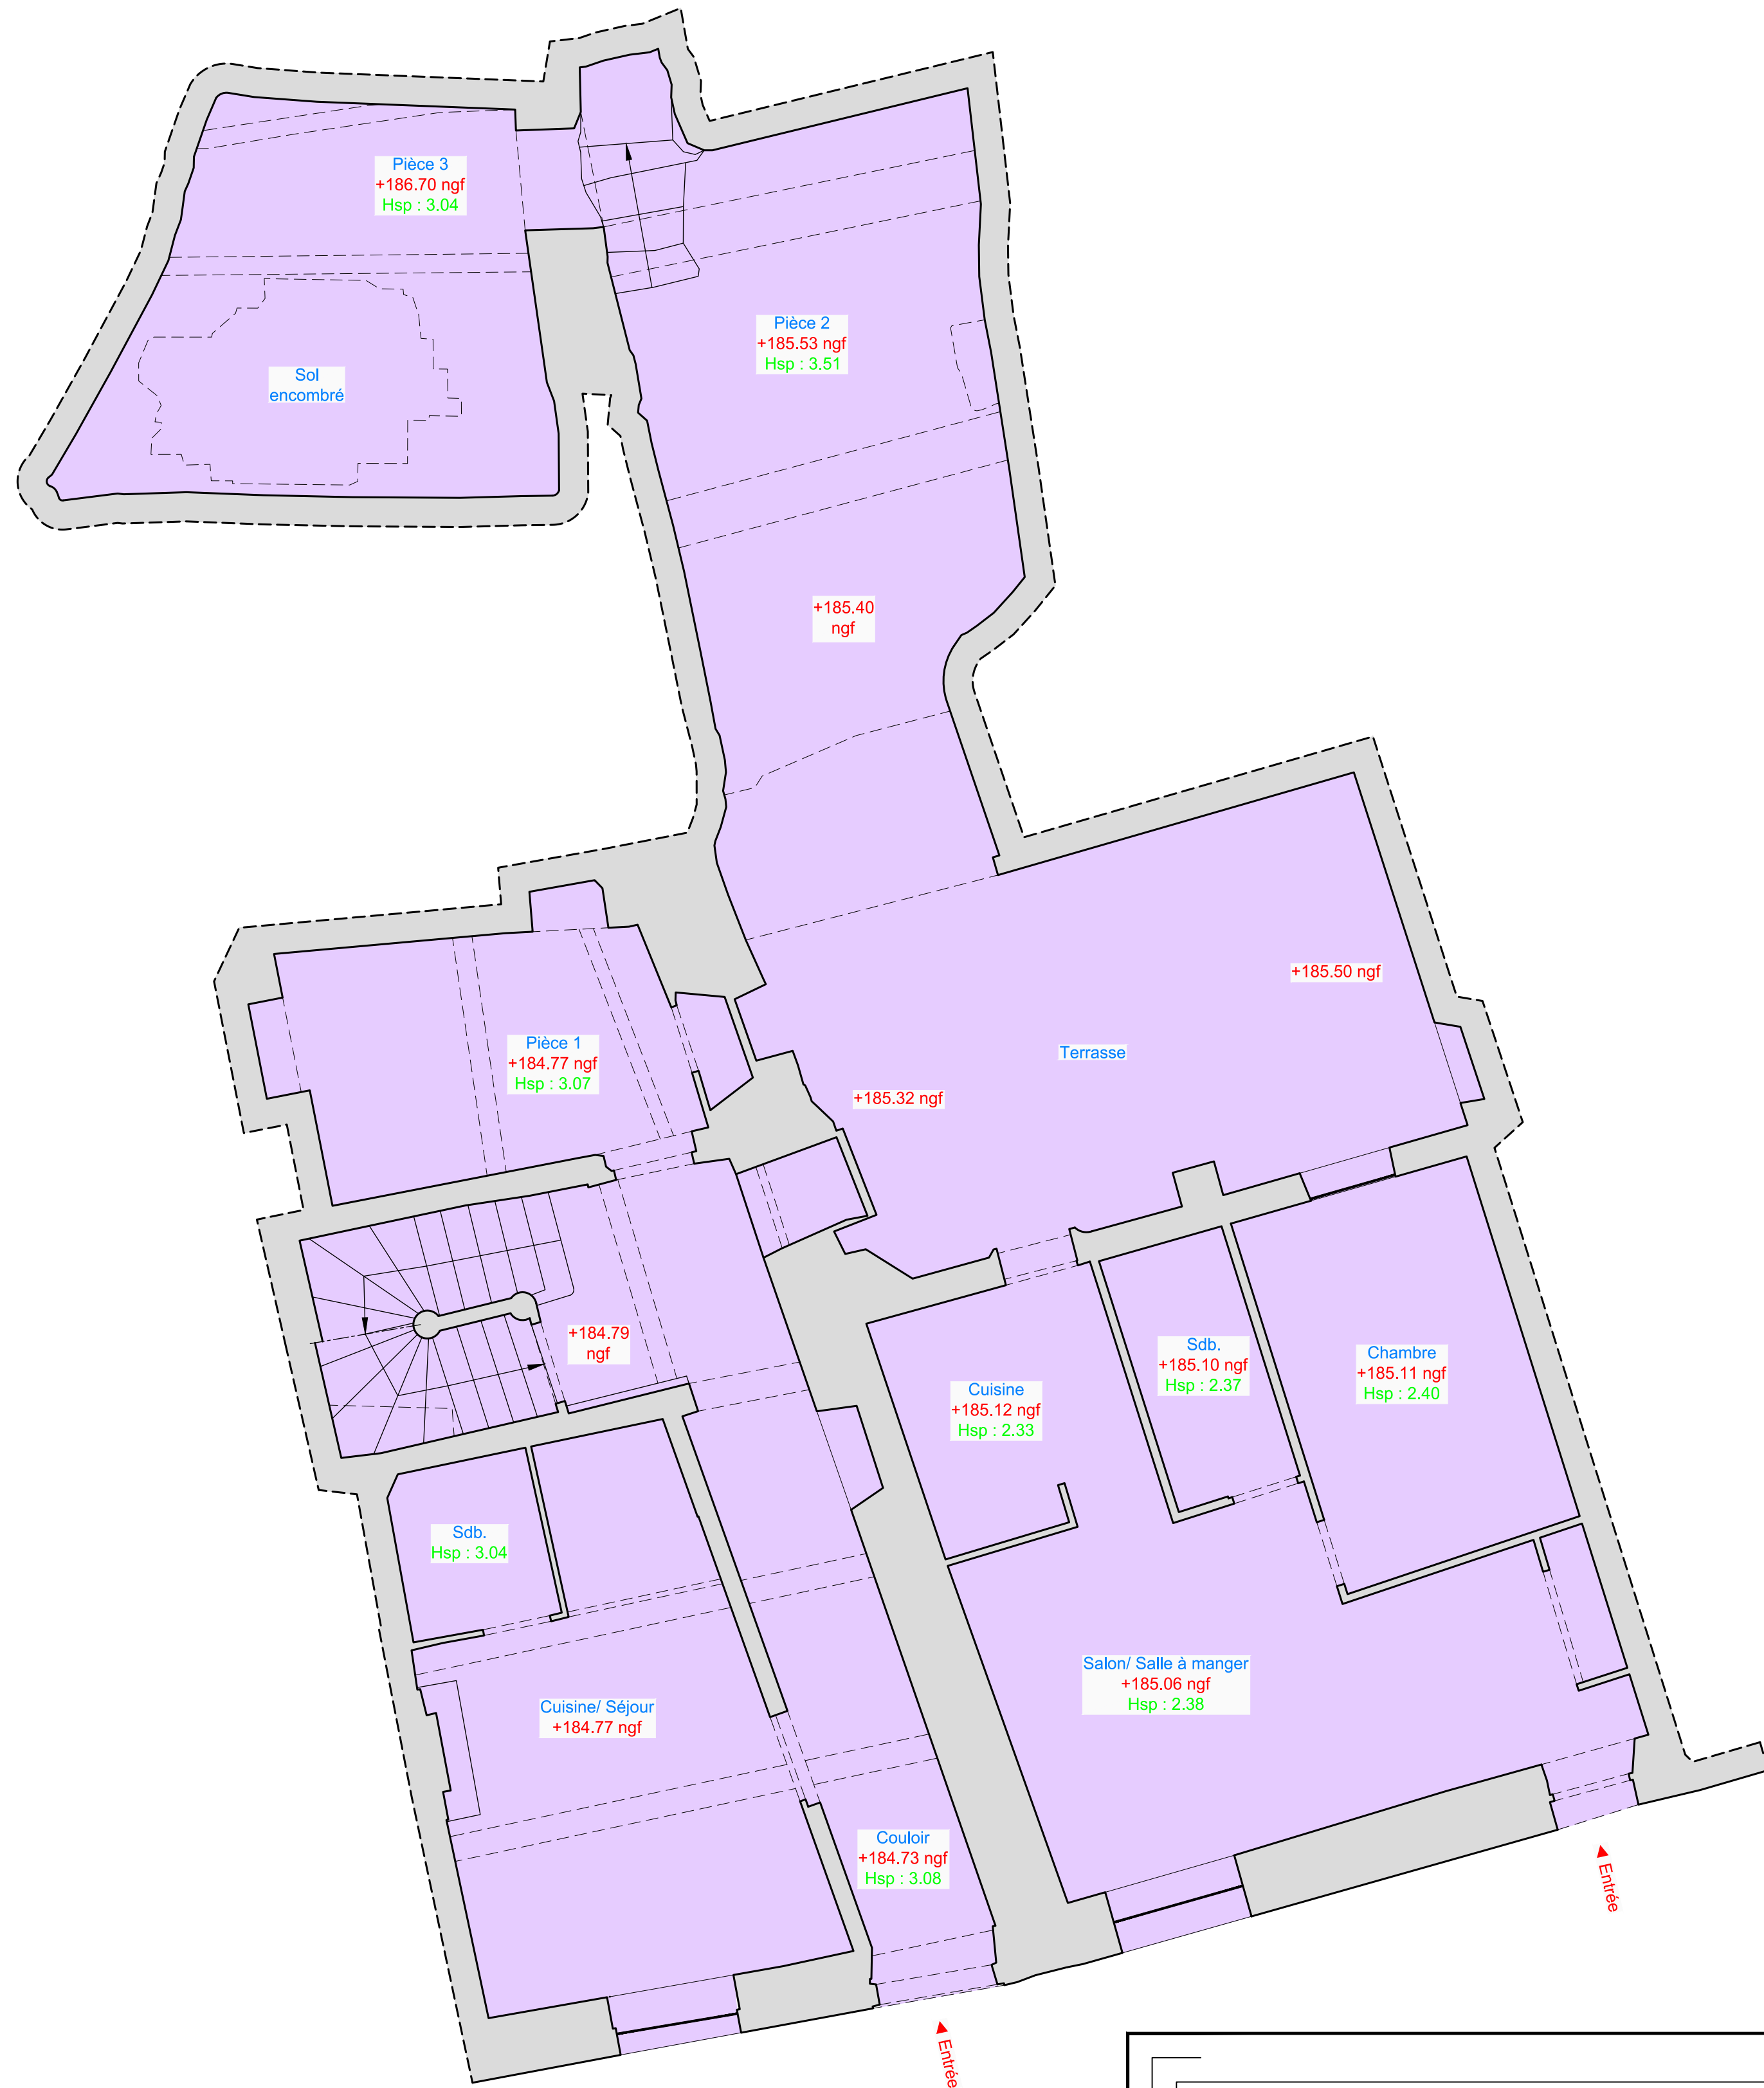 Pièce 3
+186.70 ngf
Hsp : 3.04
Pièce 2
+185.53 ngf
Hsp : 3.51
Sol
encombré
+185.40
ngf
+185.50 ngf
Pièce 1
+184.77 ngf
Hsp : 3.07
Terrasse
+185.32 ngf
+184.79
ngf
Sdb.
+185.10 ngf
Hsp : 2.37
Chambre
+185.11 ngf
Hsp : 2.40
Cuisine
+185.12 ngf
Hsp : 2.33
Sdb.
Hsp : 3.04
Salon/ Salle à manger
+185.06 ngf
Hsp : 2.38
Cuisine/ Séjour
+184.77 ngf
Couloir
+184.73 ngf
Hsp : 3.08
Entrée
Entrée